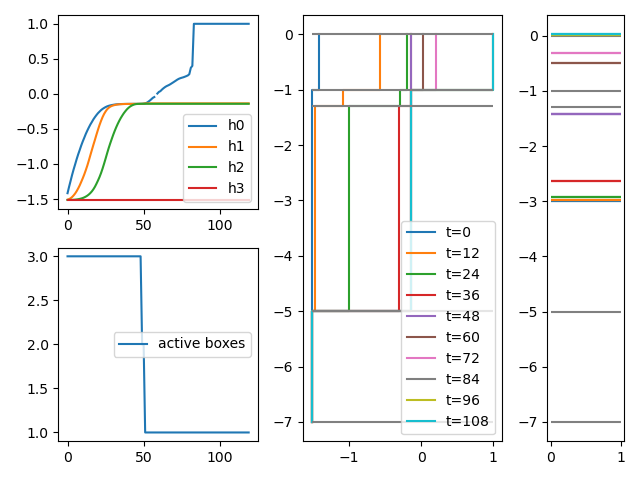 1.0
0.5
0.0
−0.5
−1.0
−1.5
h0
h1
h2
h3
0
50
100
3.0
2.5
2.0
1.5
1.0
active boxes
0
50
100
0
−1
−2
−3
−4
−5
−6
−7
t=0
t=12
t=24
t=36
t=48
t=60
t=72
t=84
t=96
t=108
−1
0
1
0
−1
−2
−3
−4
−5
−6
−7
0
1